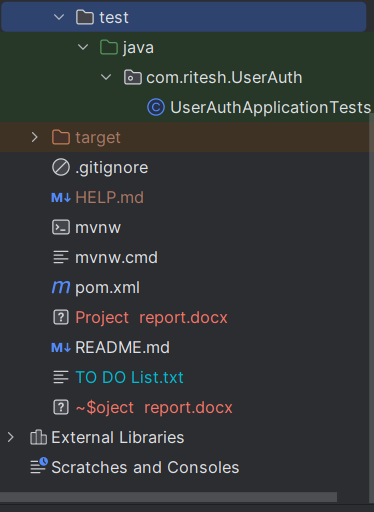 test
java
com.ritesh.UserAuth
UserAuthApplicationTests
target
.gitignore
M↓ HELP.md
mvnw
mvnw.cmd
m pom.xml
Project  report.docx
M↓ README.md
TO DO List.txt
~$oject  report.docx
External Libraries
Scratches and Consoles